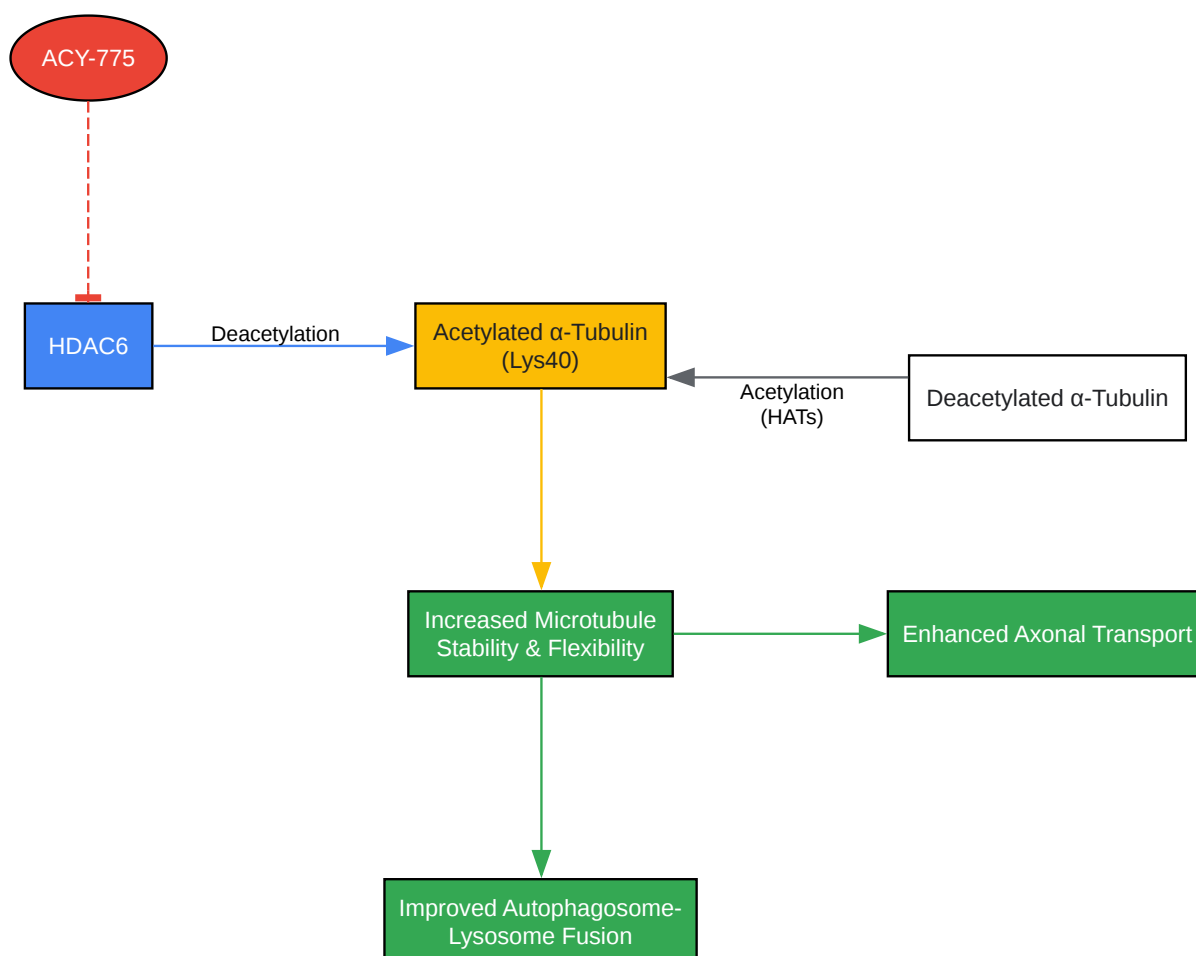 ACY-775
HDAC6
Deacetylation
Acetylated α-Tubulin
(Lys40)
Acetylation
(HATs)
Deacetylated α-Tubulin
Increased Microtubule
Stability & Flexibility
Enhanced Axonal Transport
Improved Autophagosome-
Lysosome Fusion